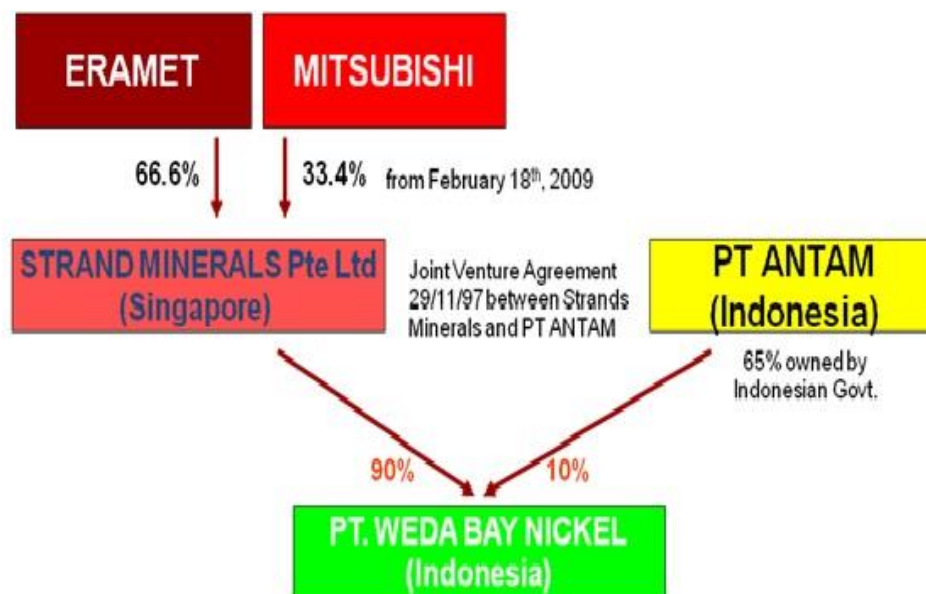 ERAMET
MITSUBISHI
66.6%
33.4% from February 18th, 2009
STRAND MINERALS Pte Ltd
(Singapore)
Joint Venture Agreement
29/11/97 between Strands
Minerals and PT ANTAM
PT ANTAM
(Indonesia)
65% owned by
Indonesian Govt.
90%
10%
PT. WEDA BAY NICKEL
(Indonesia)